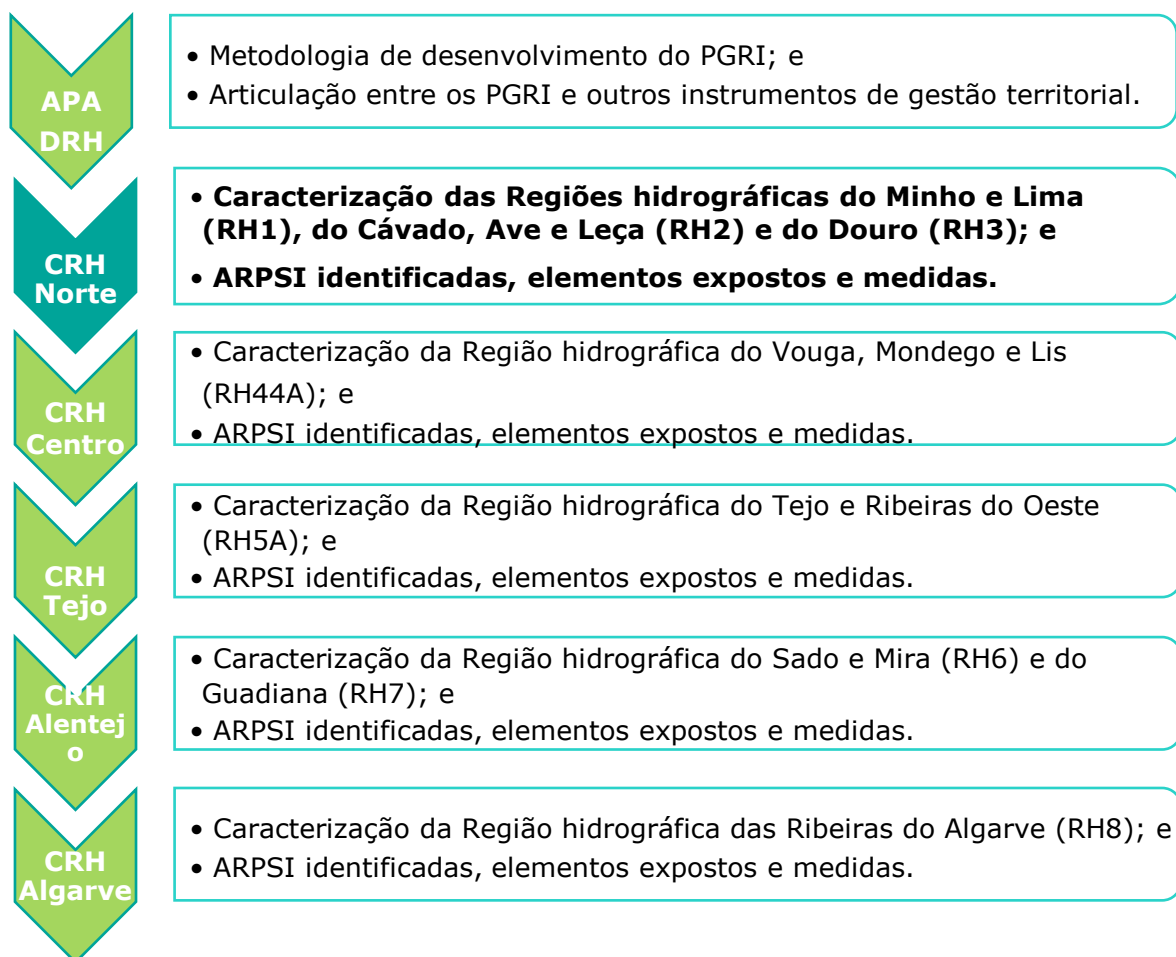 APA
DRH
• Metodologia de desenvolvimento do PGRI; e
• Articulação entre os PGRI e outros instrumentos de gestão territorial.
CRH
Norte
• Caracterização das Regiões hidrográficas do Minho e Lima
(RH1), do Cávado, Ave e Leça (RH2) e do Douro (RH3); e
• ARPSI identificadas, elementos expostos e medidas.
CRH
Centro
• Caracterização da Região hidrográfica do Vouga, Mondego e Lis
(RH44A); e
• ARPSI identificadas, elementos expostos e medidas.
CRH
Tejo
• Caracterização da Região hidrográfica do Tejo e Ribeiras do Oeste
(RH5A); e
• ARPSI identificadas, elementos expostos e medidas.
CRH
Alentej
o
• Caracterização da Região hidrográfica do Sado e Mira (RH6) e do
Guadiana (RH7); e
• ARPSI identificadas, elementos expostos e medidas.
CRH
Algarve
• Caracterização da Região hidrográfica das Ribeiras do Algarve (RH8); e
• ARPSI identificadas, elementos expostos e medidas.